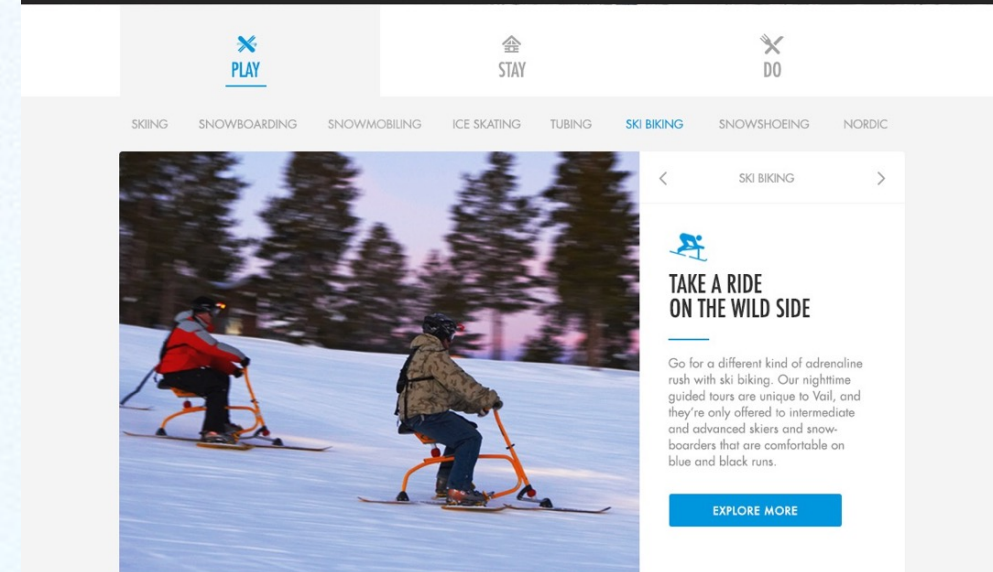 PLAY STAY DO
SKIING SNOWBOARDING SNOWMOBILING ICE SKATING TUBING SKI BIKING SNOWSHOEING NORDIC
SKI BIKING
TAKE A RIDE
ON THE WILD SIDE
Go for a different kind of adrenaline
rush with ski biking. Our nighttime
guided tours are unique to Vail, and
they're only offered to intermediate
and advanced skiers and snow-
boarders that are comfortable on
blue and black runs.
EXPLORE MORE